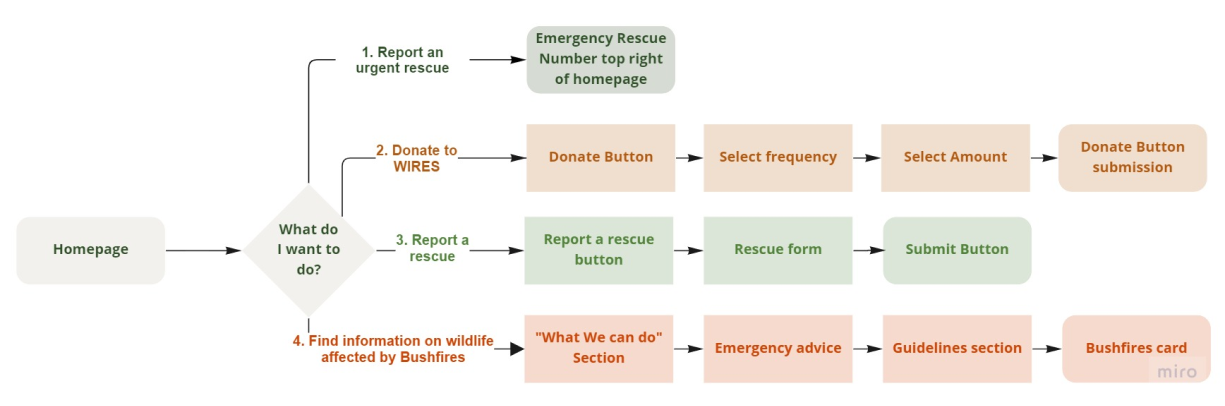 Homepage
What do
I want to
do?
1. Report an
urgent rescue
Emergency Rescue
Number top right
of homepage
2. Donate to
WIRES
Donate Button
Select frequency
Select Amount
Donate Button
submission
3. Report a
rescue
Report a rescue
button
Rescue form
Submit Button
4. Find information on wildlife
affected by Bushfires
"What We can do"
Section
Emergency advice
Guidelines section
Bushfires card
miro